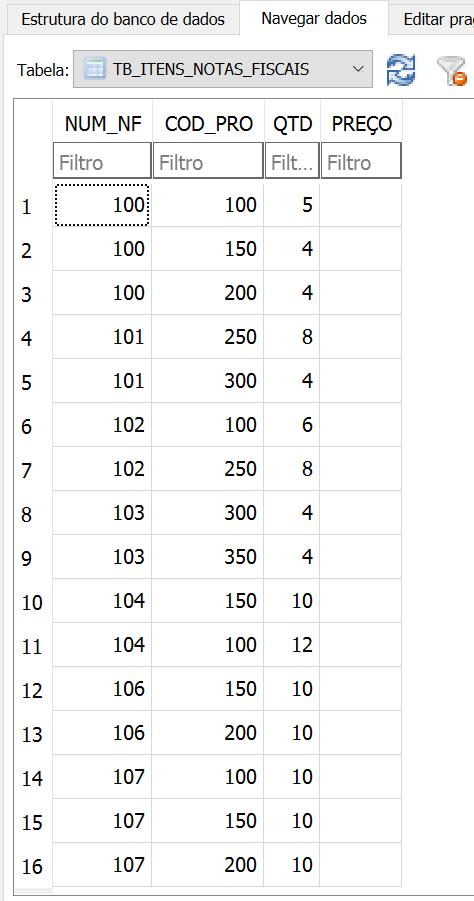 Estrutura do banco de dados Navegar dados Editar pra
Tabela: TB_ITENS_NOTAS_FISCAIS
NUM_NF COD_PRO QTD PREÇO
Filtro Filtro Filt... Filtro
1 100 100 5
2 100 150 4
3 100 200 4
4 101 250 8
5 101 300 4
6 102 100 6
7 102 250 8
8 103 300 4
9 103 350 4
10 104 150 10
11 104 100 12
12 106 150 10
13 106 200 10
14 107 100 10
15 107 150 10
16 107 200 10